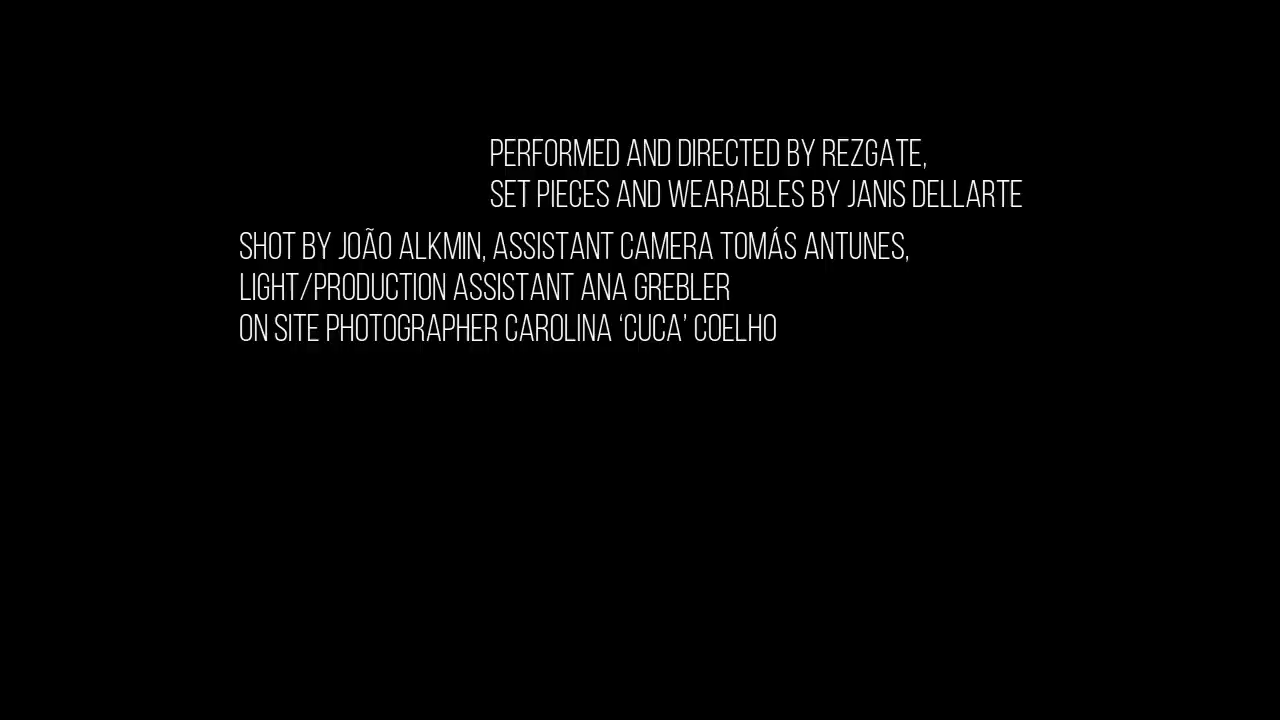 PERFORMED AND DIRECTED BY REZGATE,
SET PIECES AND WEARABLES BY JANIS DELLARTE
SHOT BY JOÃO ALKMIN, ASSISTANT CAMERA TOMÁS ANTUNES,
LIGHT/PRODUCTION ASSISTANT ANA GREBLER
ON SITE PHOTOGRAPHER CAROLINA ‘CUCA’ COELHO